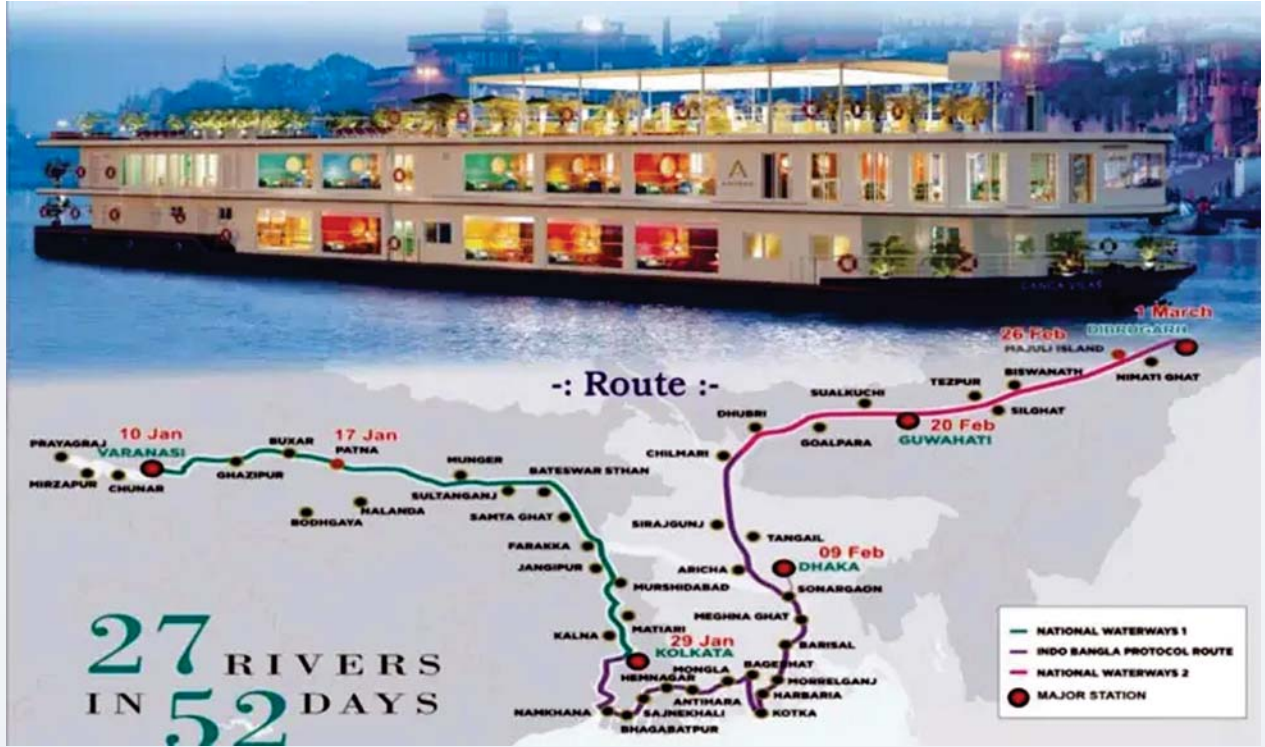 ANTARA
GANGA VILAS
-: Route :-
1 March
DIBRUGARH
26 Feb
MAJULI ISLAND
NIMATI GHAT
BISWANATH
TEZPUR
SILGHAT
SUALKUCHI
20 Feb
GUWAHATI
GOALPARA
DHUBRI
CHILMARI
SIRAJGUNJ
TANGAIL
ARICHA
09 Feb
DHAKA
SONARGAON
MEGHNA GHAT
BARISAL
BAGERHAT
MORRELGANJ
HARBARIA
KOTKA
MONGLA
ANTIHARA
HEMNAGAR
SAJNEKHALI
BHAGABATPUR
NAMKHANA
29 Jan
KOLKATA
KALNA
MATIARI
MURSHIDABAD
JANGIPUR
FARAKKA
SAMTA GHAT
BATESWAR STHAN
SULTANGANJ
MUNGER
17 Jan
PATNA
NALANDA
BODHGAYA
BUXAR
GHAZIPUR
10 Jan
VARANASI
CHUNAR
MIRZAPUR
PRAYAGRAJ
27 RIVERS
IN 52 DAYS
NATIONAL WATERWAYS 1
INDO BANGLA PROTOCOL ROUTE
NATIONAL WATERWAYS 2
MAJOR STATION